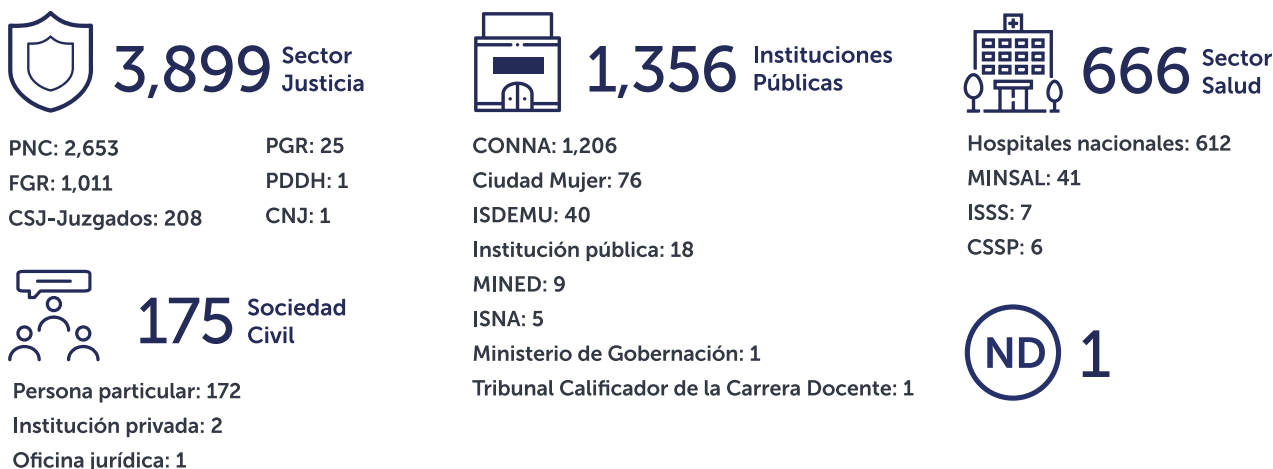 3,899 Sector
Justicia
PNC: 2,653
FGR: 1,011
CSJ-Juzgados: 208
PGR: 25
PDDH: 1
CNJ: 1
175 Sociedad
Civil
Persona particular: 172
Institución privada: 2
Oficina jurídica: 1
1,356 Instituciones
Públicas
CONNA: 1,206
Ciudad Mujer: 76
ISDEMU: 40
Institución pública: 18
MINED: 9
ISNA: 5
Ministerio de Gobernación: 1
Tribunal Calificador de la Carrera Docente: 1
666 Sector
Salud
Hospitales nacionales: 612
MINSAL: 41
ISSS: 7
CSSP: 6
ND 1